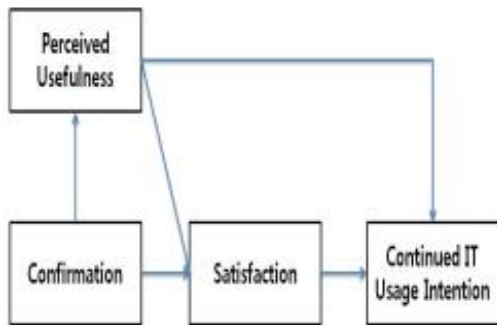 Perceived
Usefulness
Confirmation
Satisfaction
Continued IT
Usage Intention